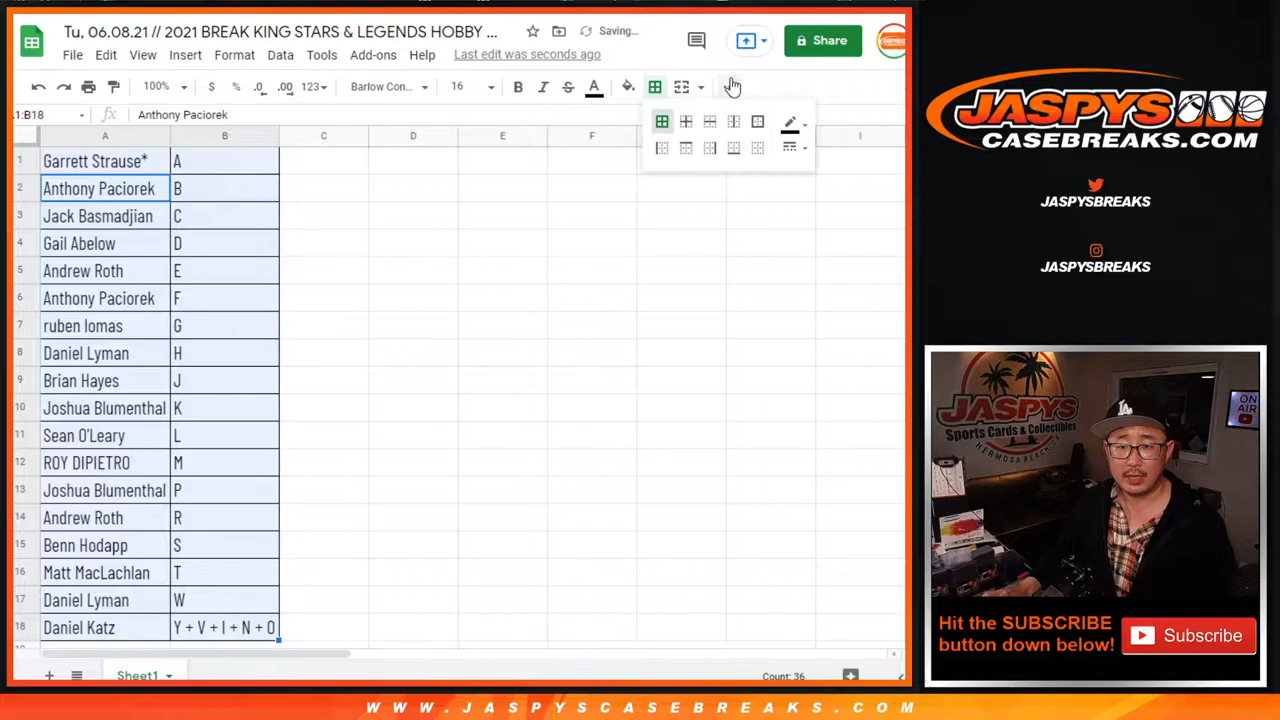 Tu, 06.08.21 // 2021 BREAK KING STARS & LEGENDS HOBBY ...
Saving...
Share
File Edit View Insert Format Data Tools Add-ons Help Last edit was seconds ago
100% $ % .0 .00 123 Barlow Con... 16 B I S A
A1:B18 fx Anthony Paciorek
A B C D E F I
1 Garrett Strause* A
2 Anthony Paciorek B
3 Jack Basmadjian C
4 Gail Abelow D
5 Andrew Roth E
6 Anthony Paciorek F
7 ruben lomas G
8 Daniel Lyman H
9 Brian Hayes J
10 Joshua Blumenthal K
11 Sean O'Leary L
12 ROY DIPIETRO M
13 Joshua Blumenthal P
14 Andrew Roth R
15 Benn Hodapp S
16 Matt MacLachlan T
17 Daniel Lyman W
18 Daniel Katz Y + V + I + N + O
Sheet1
Count: 36
JASPYS
CASEBREAKS.COM
JASPYSBREAKS
JASPYSBREAKS
JASPYS
Sports Cards & Collectibles
HERMOSA BEACH, CA
LA
ON
AIR
Hit the SUBSCRIBE
button down below!
Subscribe
WWW.JASPYSCASEBREAKS.COM